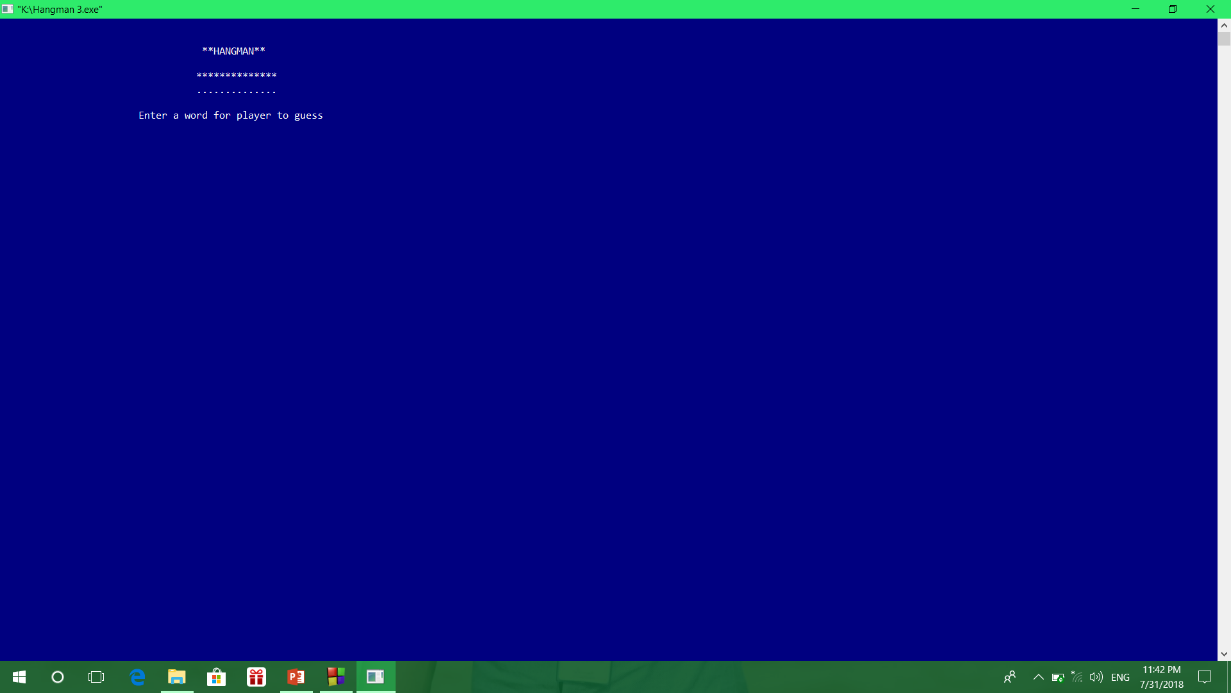 "K:\Hangman 3.exe"
**HANGMAN**
**************
--------------
Enter a word for player to guess
P
ENG
11:42 PM
7/31/2018